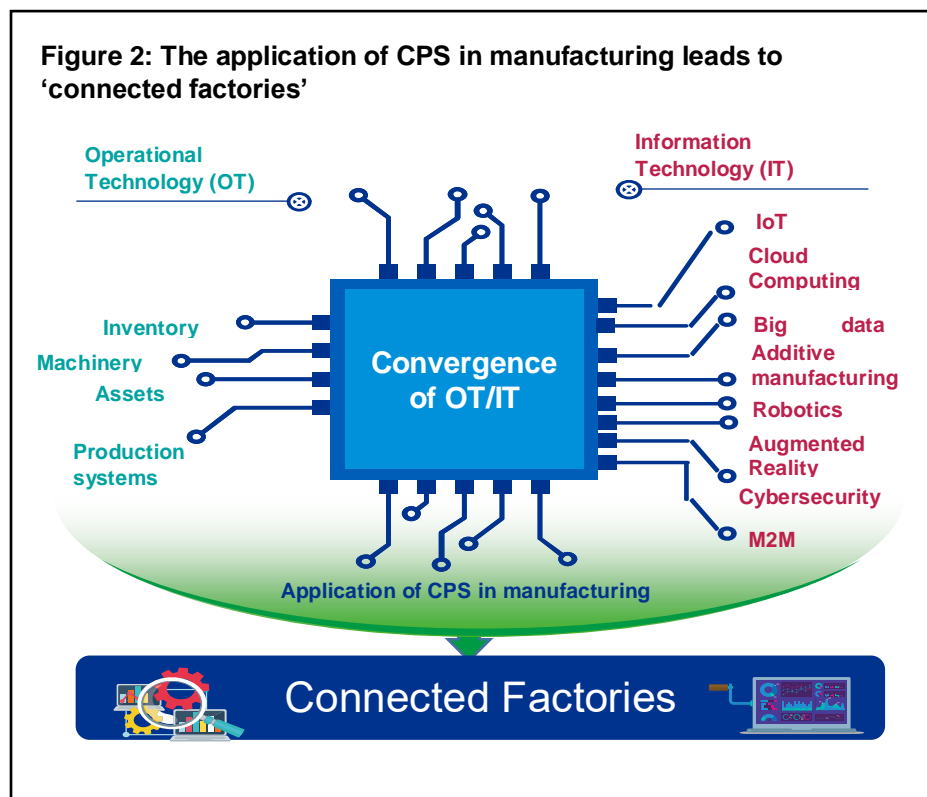 Figure 2: The application of CPS in manufacturing leads to
‘connected factories’
Operational
Technology (OT)
Information
Technology (IT)
Inventory
Machinery
Assets
Production
systems
Convergence
of OT/IT
IoT
Cloud
Computing
Big data
Additive
manufacturing
Robotics
Augmented
Reality
Cybersecurity
M2M
Application of CPS in manufacturing
Connected Factories